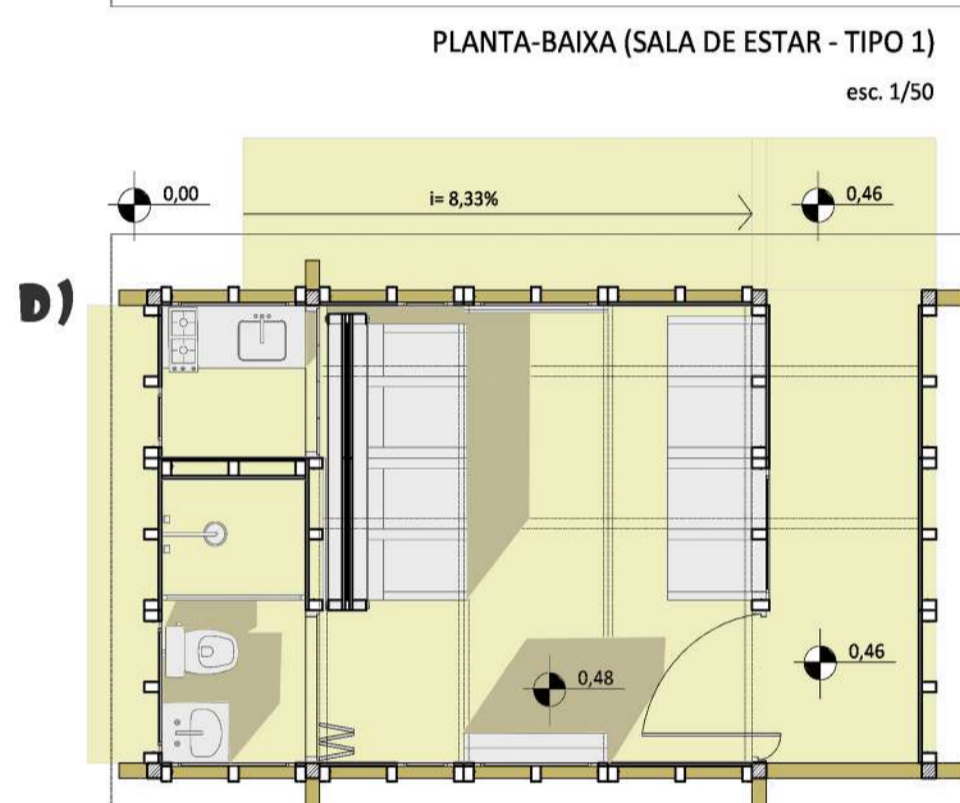 PLANTA-BAIXA (SALA DE ESTAR - TIPO 1)
esc. 1/50
0,00
i= 8,33%
0,46
D)
0,48
0,46